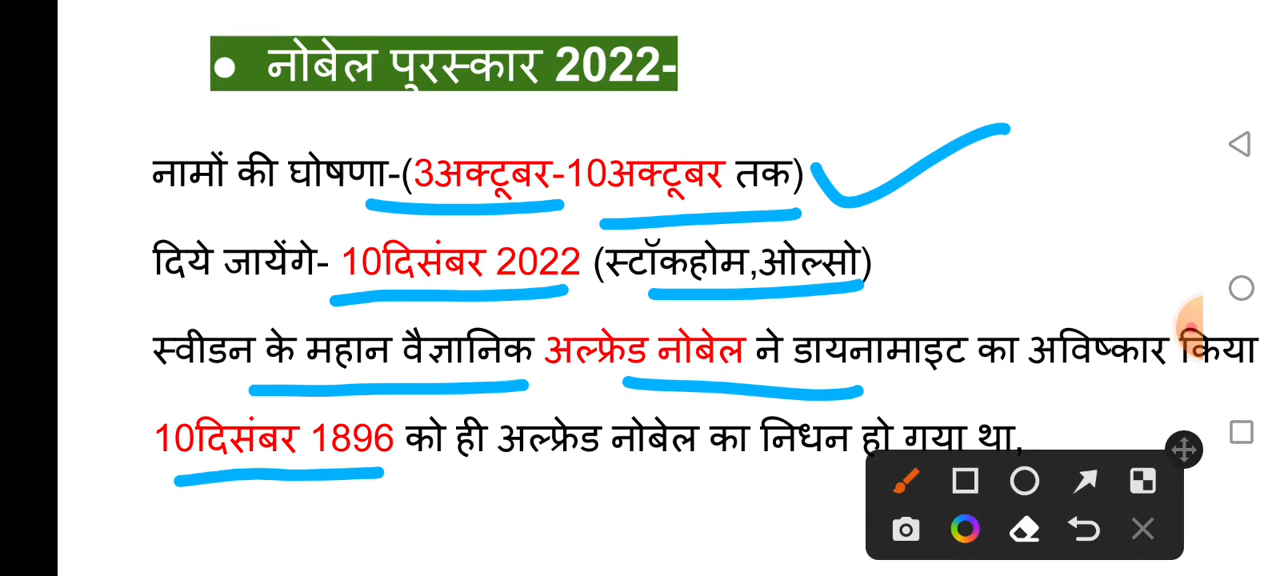 ● नोबेल पुरस्कार 2022-
नामों की घोषणा-(3अक्टूबर-10अक्टूबर तक)
दिये जायेंगे- 10दिसंबर 2022 (स्टॉकहोम,ओल्सो)
स्वीडन के महान वैज्ञानिक अल्फ्रेड नोबेल ने डायनामाइट का अविष्कार किया
10दिसंबर 1896 को ही अल्फ्रेड नोबेल का निधन हो गया था,